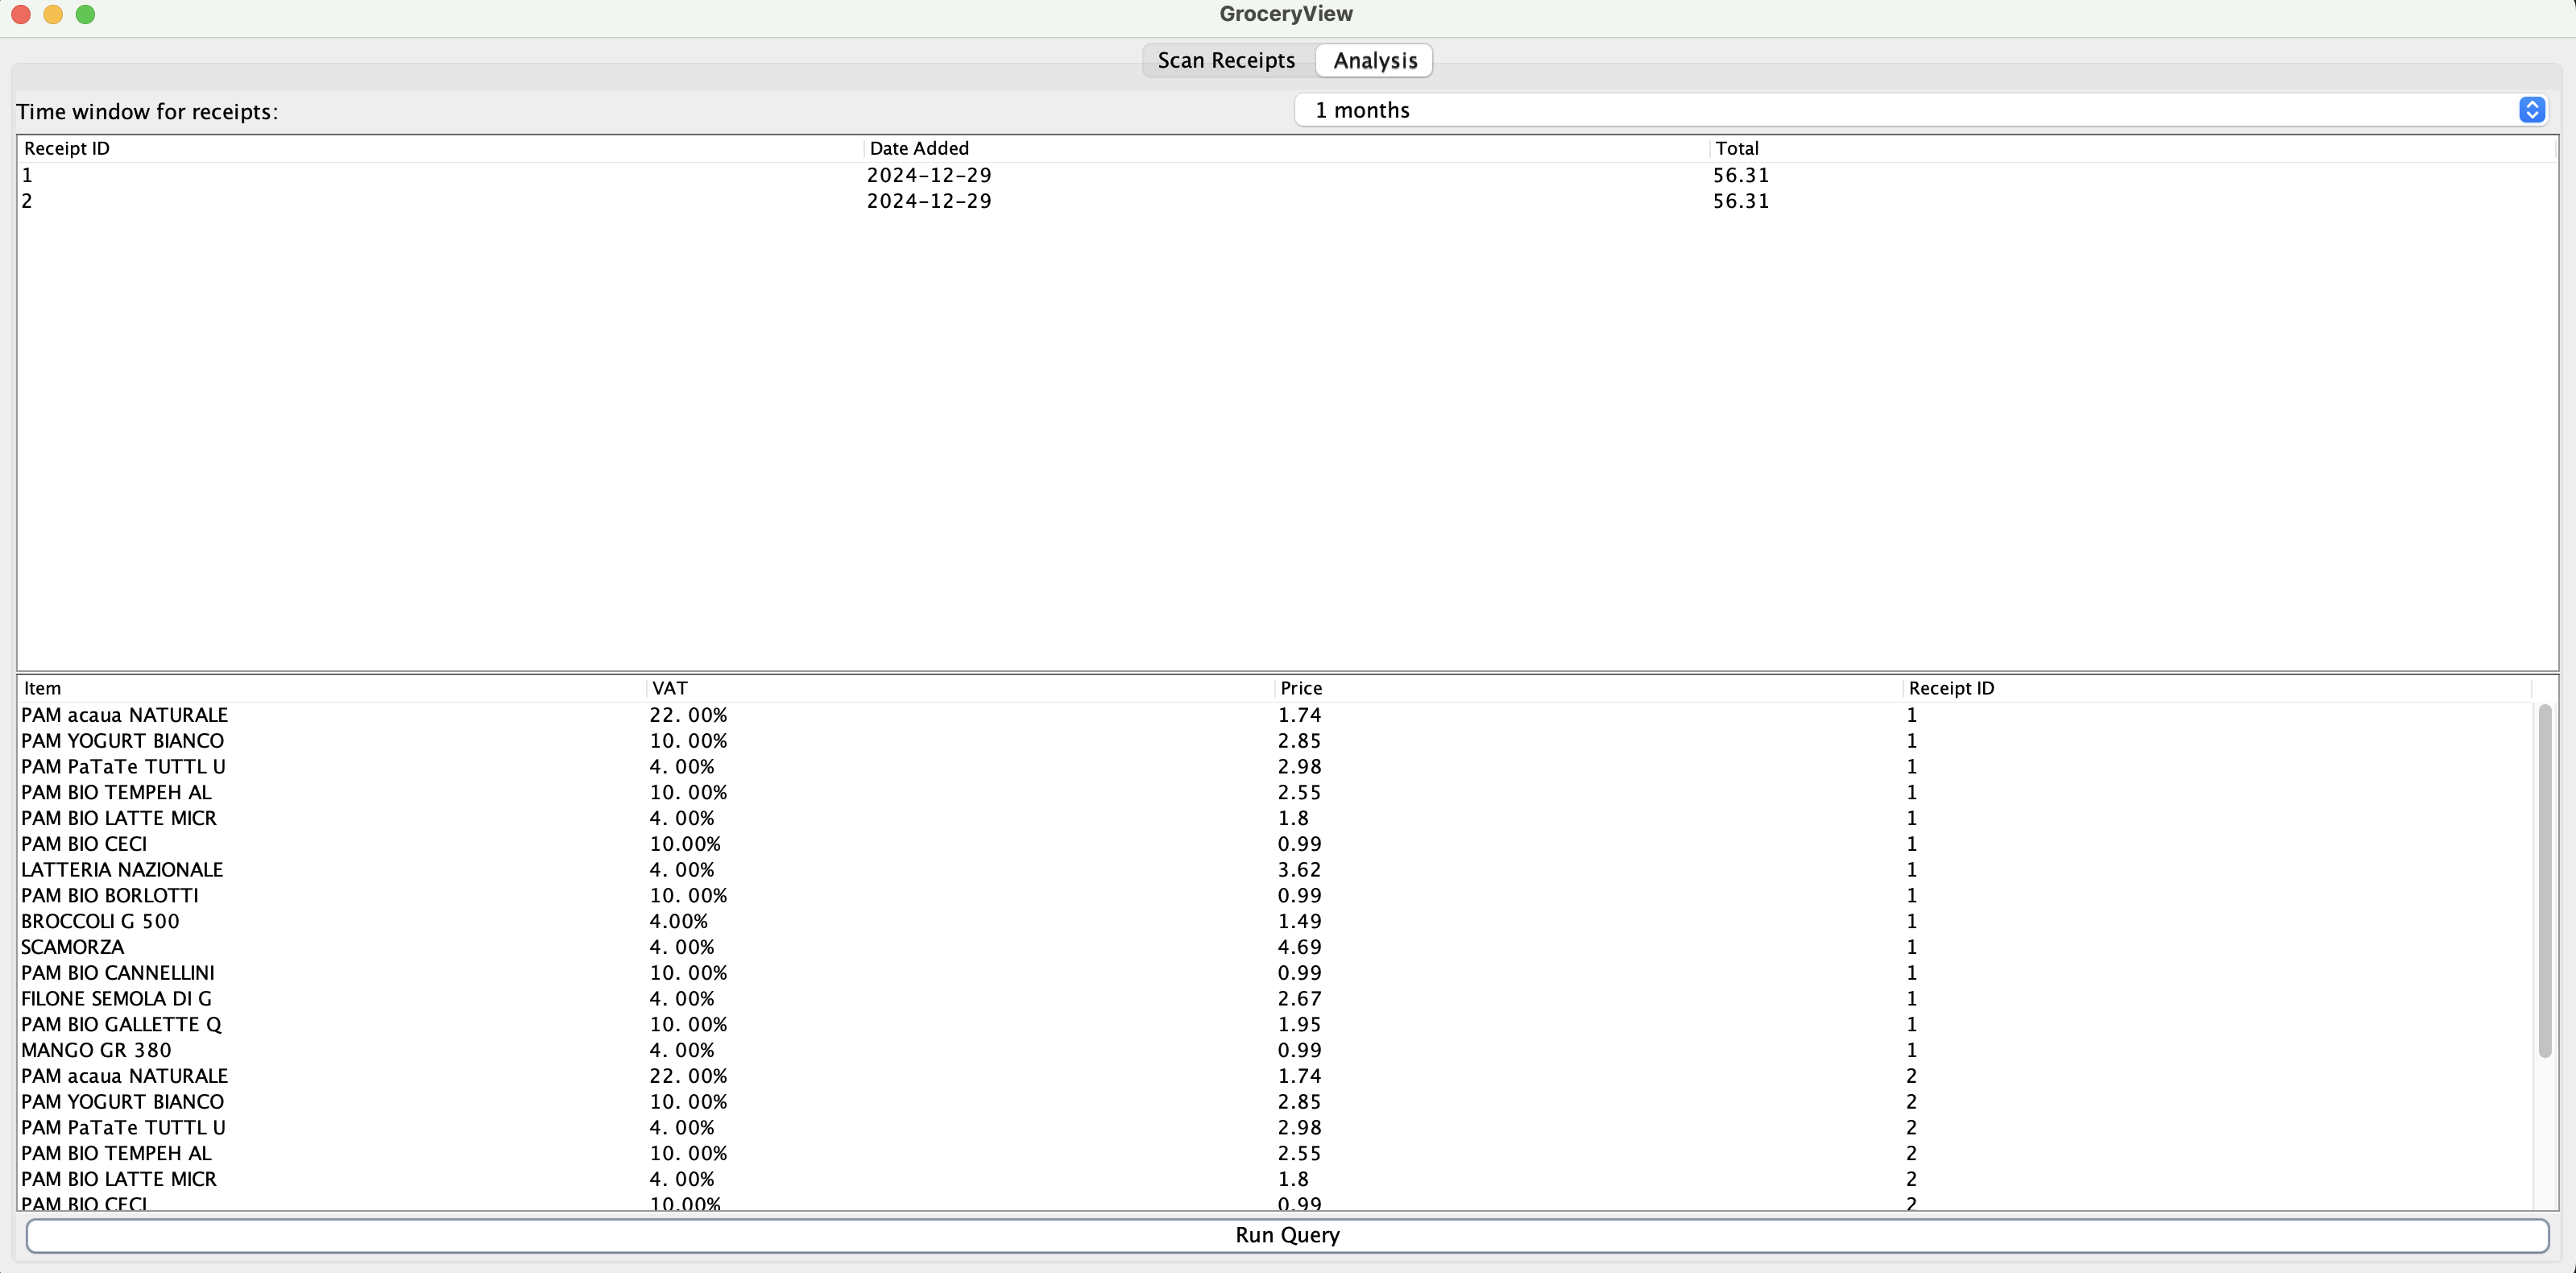 GroceryView
Scan Receipts Analysis
Time window for receipts: 1 months
Receipt ID Date Added Total
1 2024-12-29 56.31
2 2024-12-29 56.31
Item VAT Price Receipt ID
PAM acaua NATURALE 22. 00% 1.74 1
PAM YOGURT BIANCO 10. 00% 2.85 1
PAM PaTaTe TUTTL U 4. 00% 2.98 1
PAM BIO TEMPEH AL 10. 00% 2.55 1
PAM BIO LATTE MICR 4. 00% 1.8 1
PAM BIO CECI 10.00% 0.99 1
LATTERIA NAZIONALE 4. 00% 3.62 1
PAM BIO BORLOTTI 10. 00% 0.99 1
BROCCOLI G 500 4.00% 1.49 1
SCAMORZA 4. 00% 4.69 1
PAM BIO CANNELLINI 10. 00% 0.99 1
FILONE SEMOLA DI G 4. 00% 2.67 1
PAM BIO GALLETTE Q 10. 00% 1.95 1
MANGO GR 380 4. 00% 0.99 1
PAM acaua NATURALE 22. 00% 1.74 2
PAM YOGURT BIANCO 10. 00% 2.85 2
PAM PaTaTe TUTTL U 4. 00% 2.98 2
PAM BIO TEMPEH AL 10. 00% 2.55 2
PAM BIO LATTE MICR 4. 00% 1.8 2
PAM BIO CECI 10.00% 0.99 2
Run Query